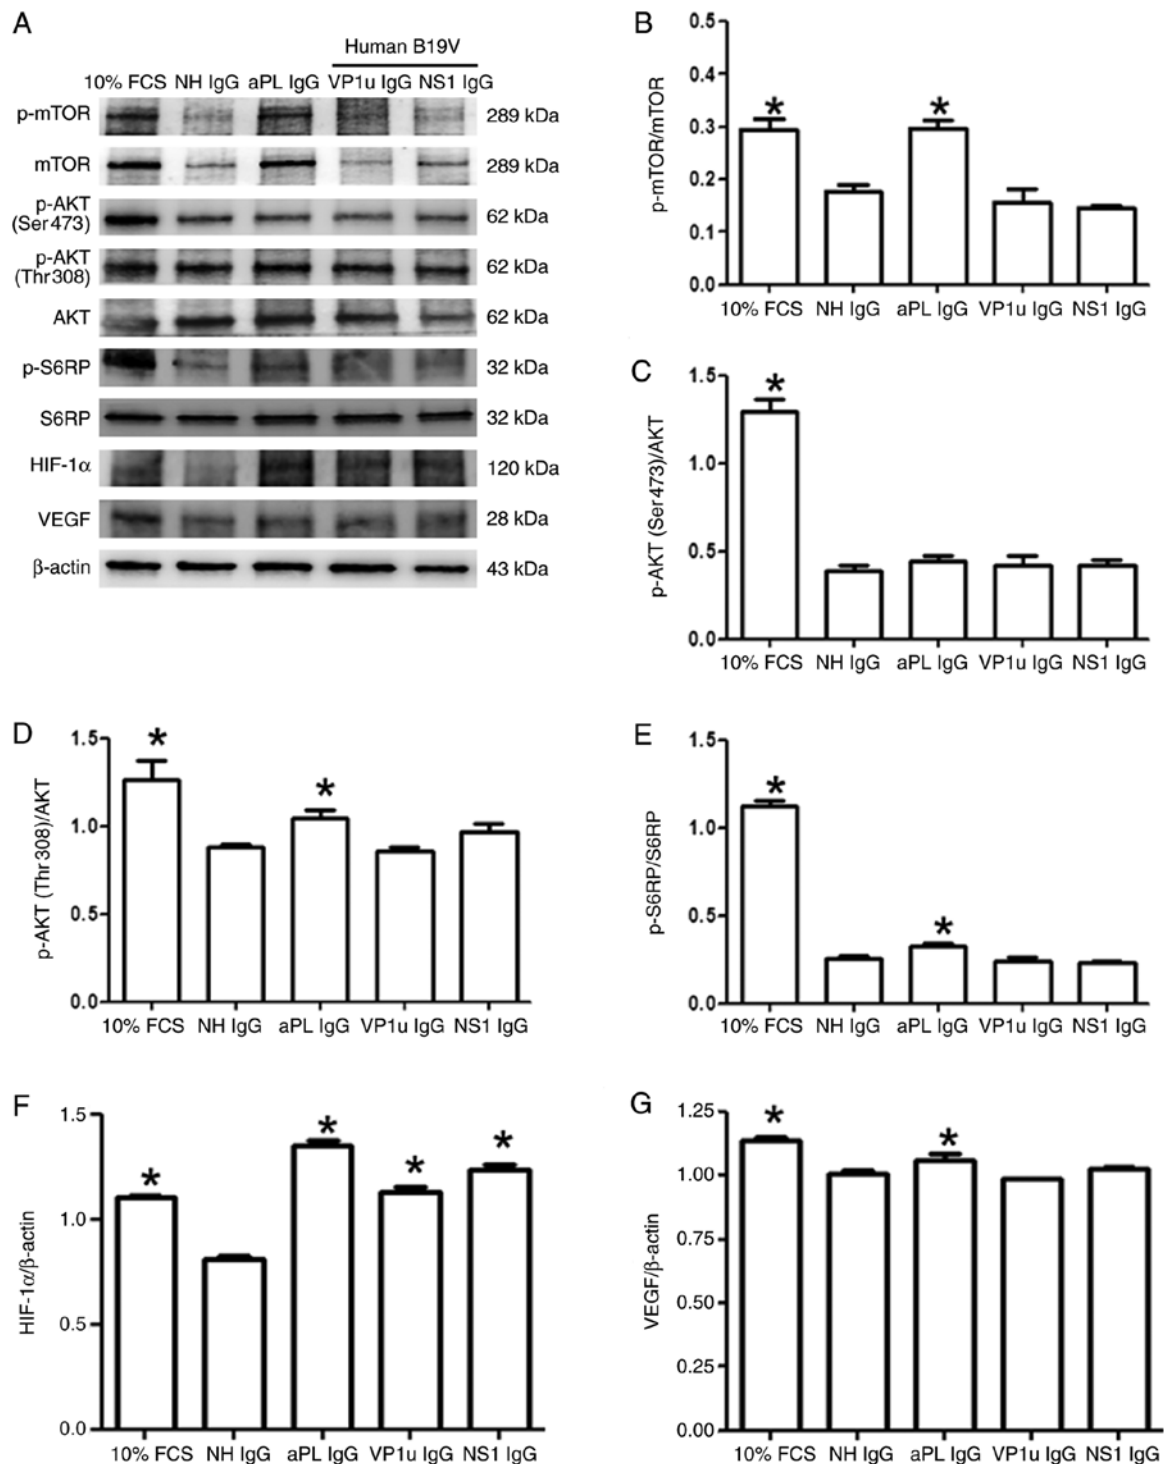 A
Human B19V
10% FCS NH IgG aPL IgG VP1u IgG NS1 IgG
p-mTOR 289 kDa
mTOR 289 kDa
p-AKT
(Ser473) 62 kDa
p-AKT
(Thr308) 62 kDa
AKT 62 kDa
p-S6RP 32 kDa
S6RP 32 kDa
HIF-1α 120 kDa
VEGF 28 kDa
β-actin 43 kDa
B
p-mTOR/mTOR
0.5
0.4
0.3
0.2
0.1
0.0
* *
10% FCS NH IgG aPL IgG VP1u IgG NS1 IgG
C
p-AKT (Ser473)/AKT
1.5
1.0
0.5
0.0
*
10% FCS NH IgG aPL IgG VP1u IgG NS1 IgG
D
p-AKT (Thr308)/AKT
1.5
1.0
0.5
0.0
* *
10% FCS NH IgG aPL IgG VP1u IgG NS1 IgG
E
p-S6RP/S6RP
1.5
1.0
0.5
0.0
* *
10% FCS NH IgG aPL IgG VP1u IgG NS1 IgG
F
HIF-1α/β-actin
1.5
1.0
0.5
0.0
* * * *
10% FCS NH IgG aPL IgG VP1u IgG NS1 IgG
G
VEGF/β-actin
1.25
1.00
0.75
0.50
0.25
0.00
* *
10% FCS NH IgG aPL IgG VP1u IgG NS1 IgG